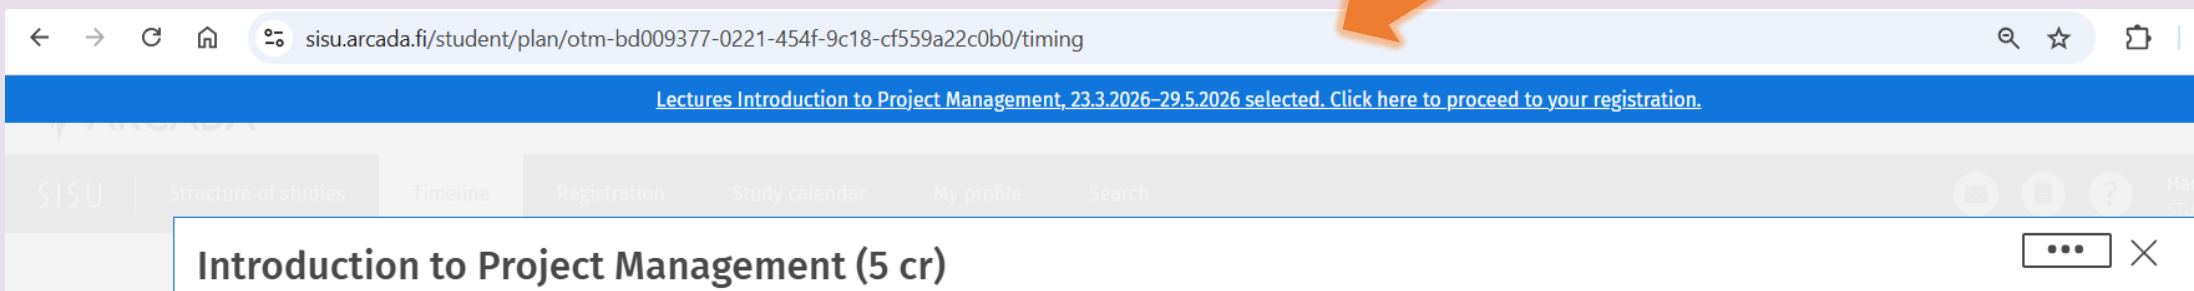 sisu.arcada.fi/student/plan/otm-bd009377-0221-454f-9c18-cf559a22c0b0/timing
Lectures Introduction to Project Management, 23.3.2026–29.5.2026 selected. Click here to proceed to your registration.
ARCADA
SISU Structure of studies Timeline Registration Study calendar My profile Search ?
Introduction to Project Management (5 cr)